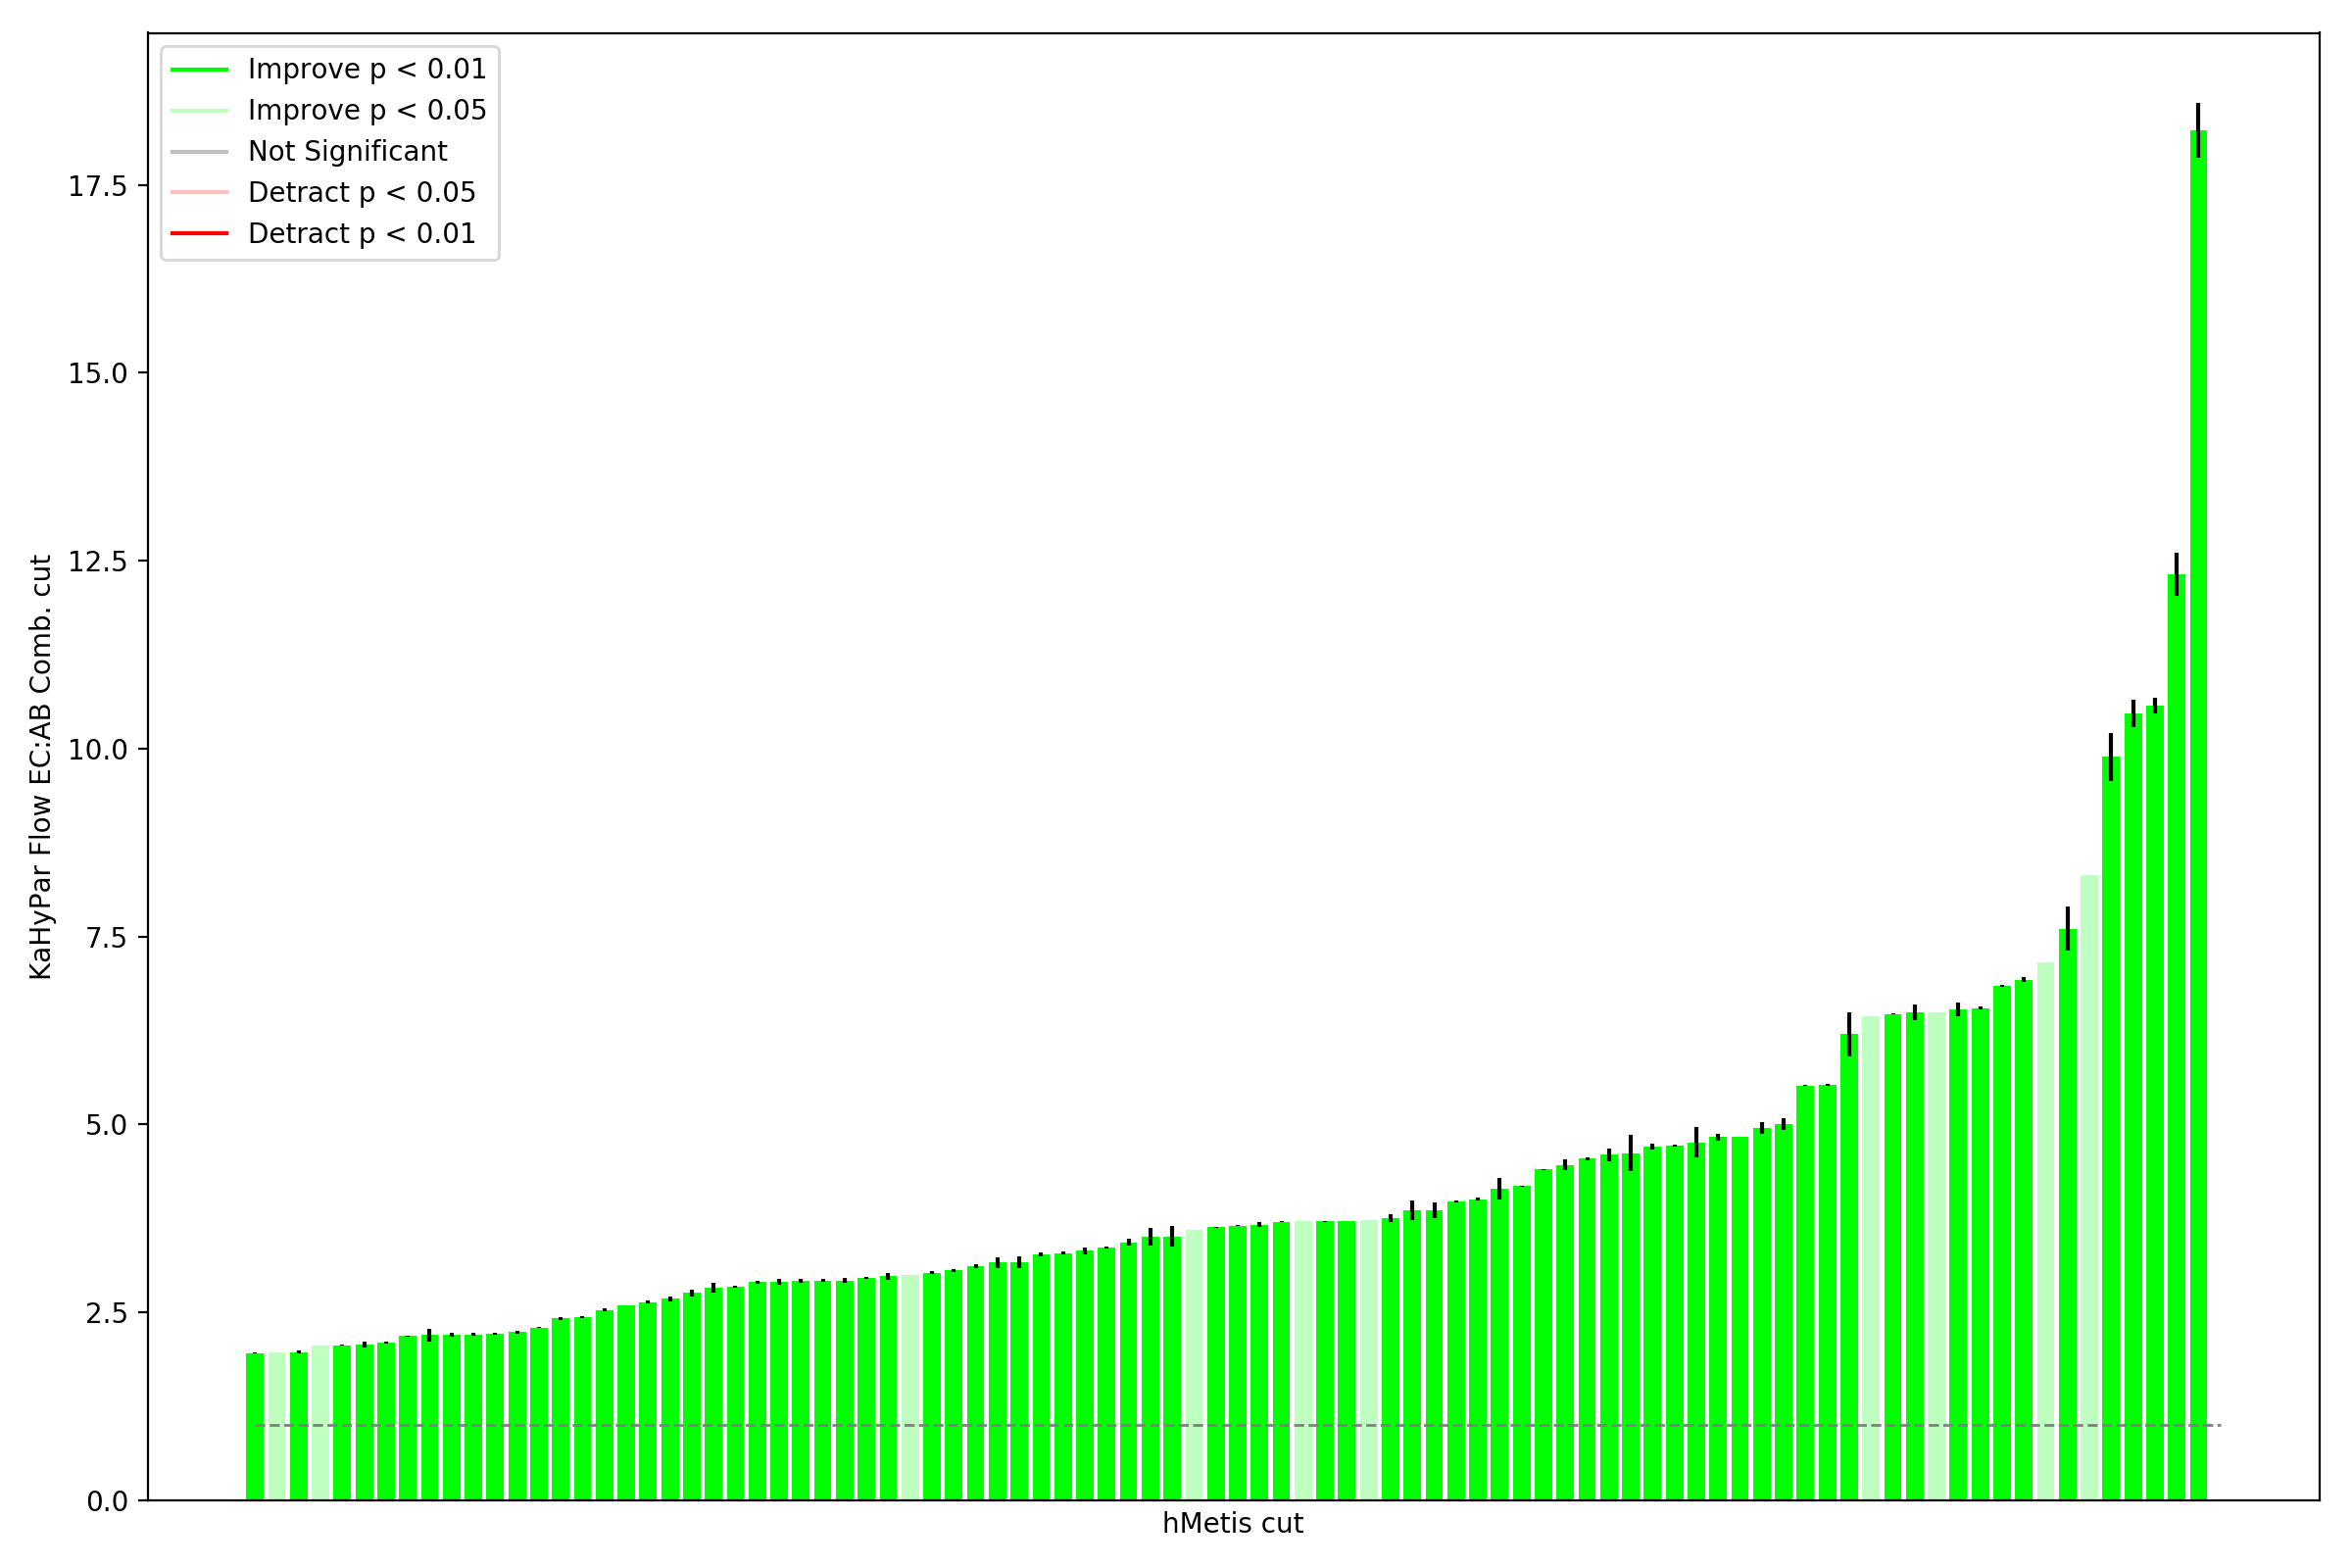 Improve p < 0.01
Improve p < 0.05
Not Significant
Detract p < 0.05
Detract p < 0.01
17.5
15.0
12.5
10.0
7.5
5.0
2.5
0.0
KaHyPar Flow EC:AB Comb. cut
hMetis cut